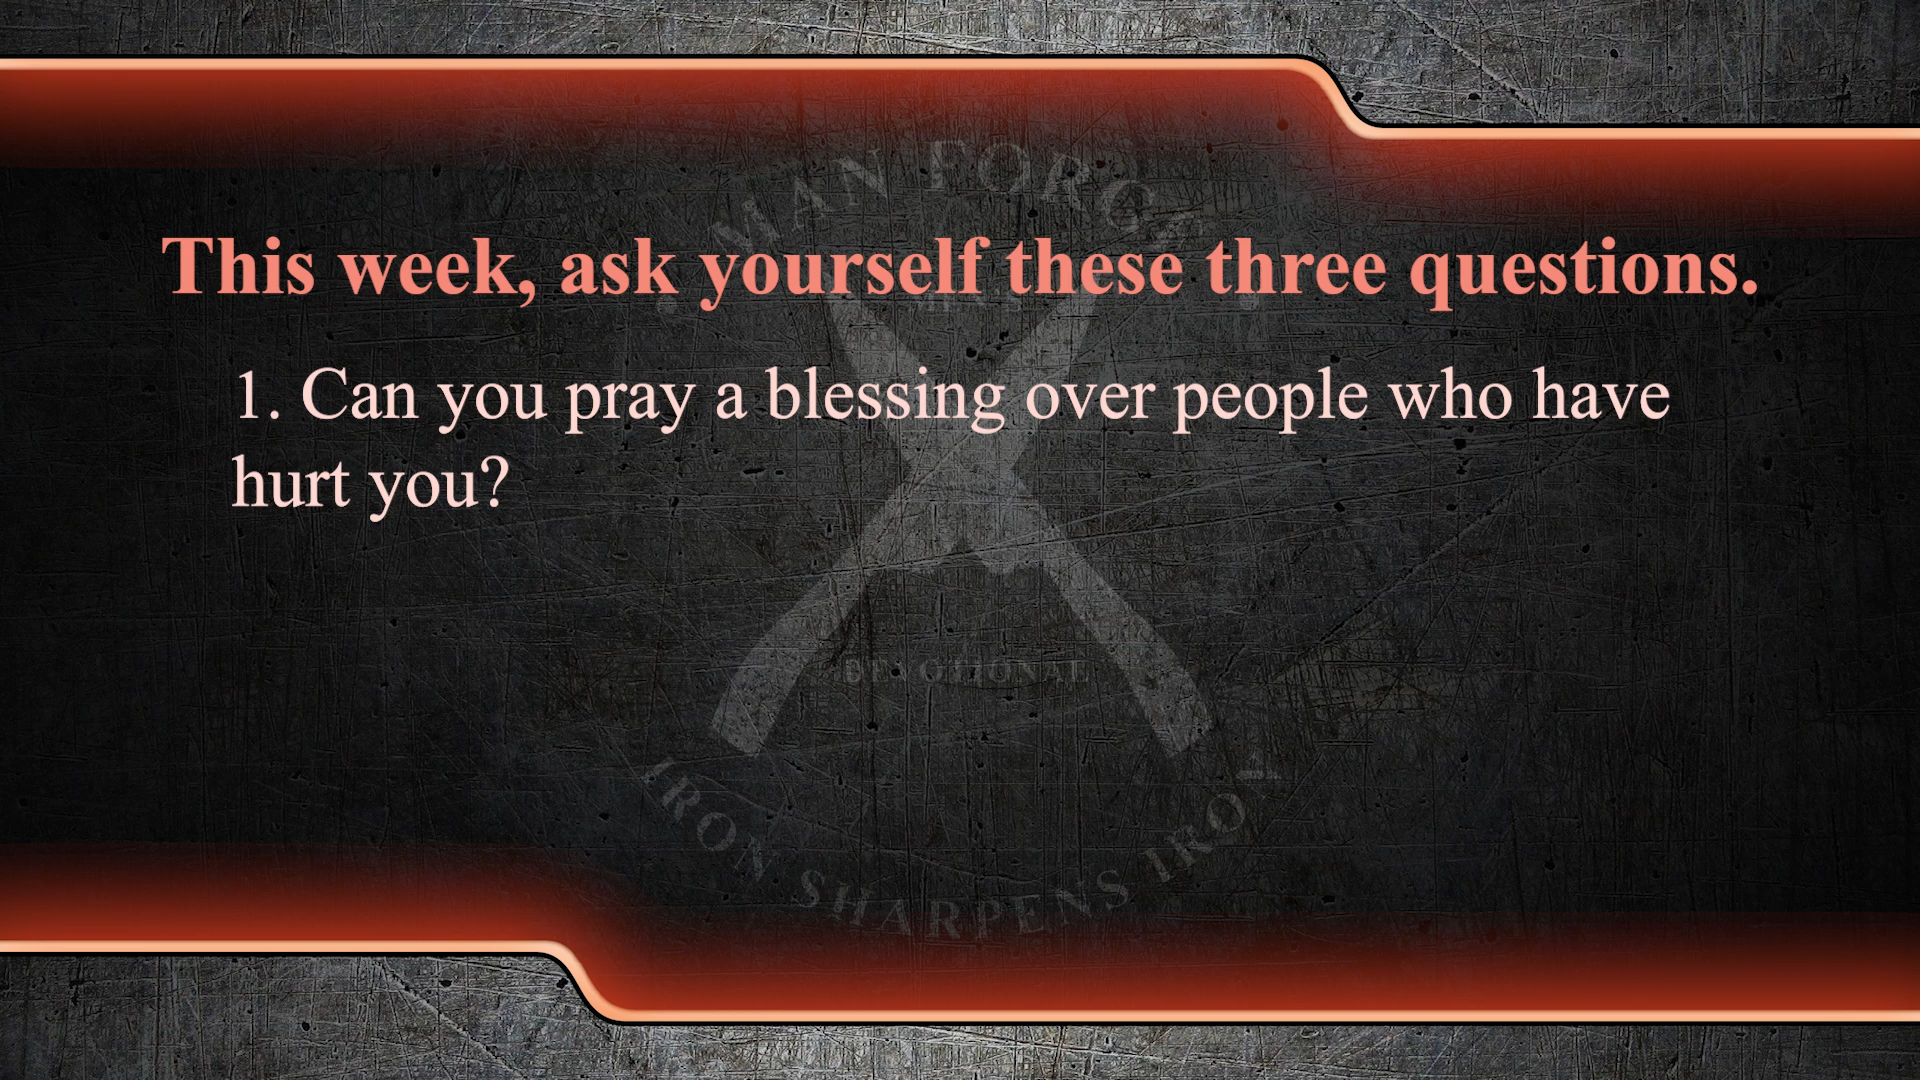 MAN FORGE
This week, ask yourself these three questions.
1. Can you pray a blessing over people who have
hurt you?
DEVOTIONAL
IRON SHARPENS IRON